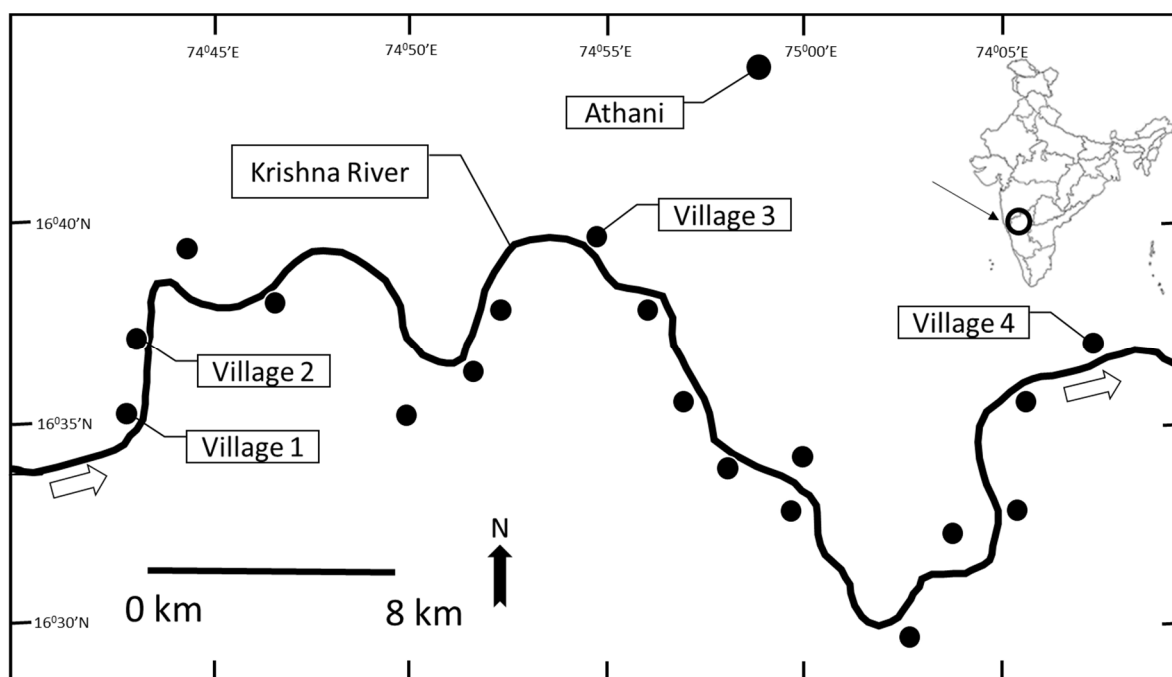 74⁰45'E
74⁰50'E
74⁰55'E
75⁰00'E
74⁰05'E
Athani
Krishna River
16⁰40'N
Village 3
Village 4
Village 2
16⁰35'N
Village 1
N
0 km
8 km
16⁰30'N